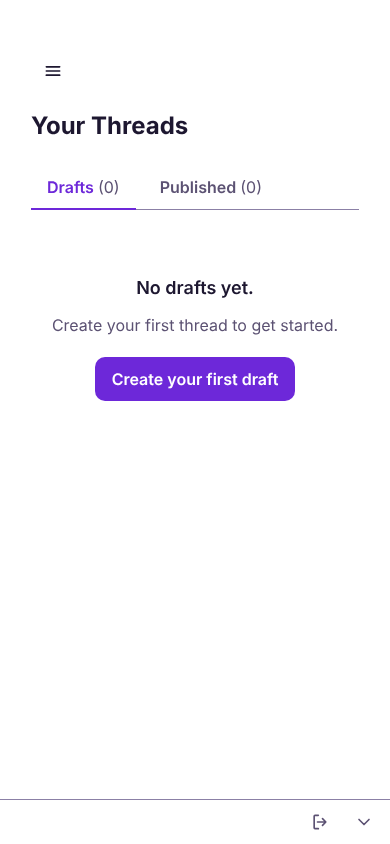 Your Threads
Drafts (0) Published (0)
No drafts yet.
Create your first thread to get started.
Create your first draft